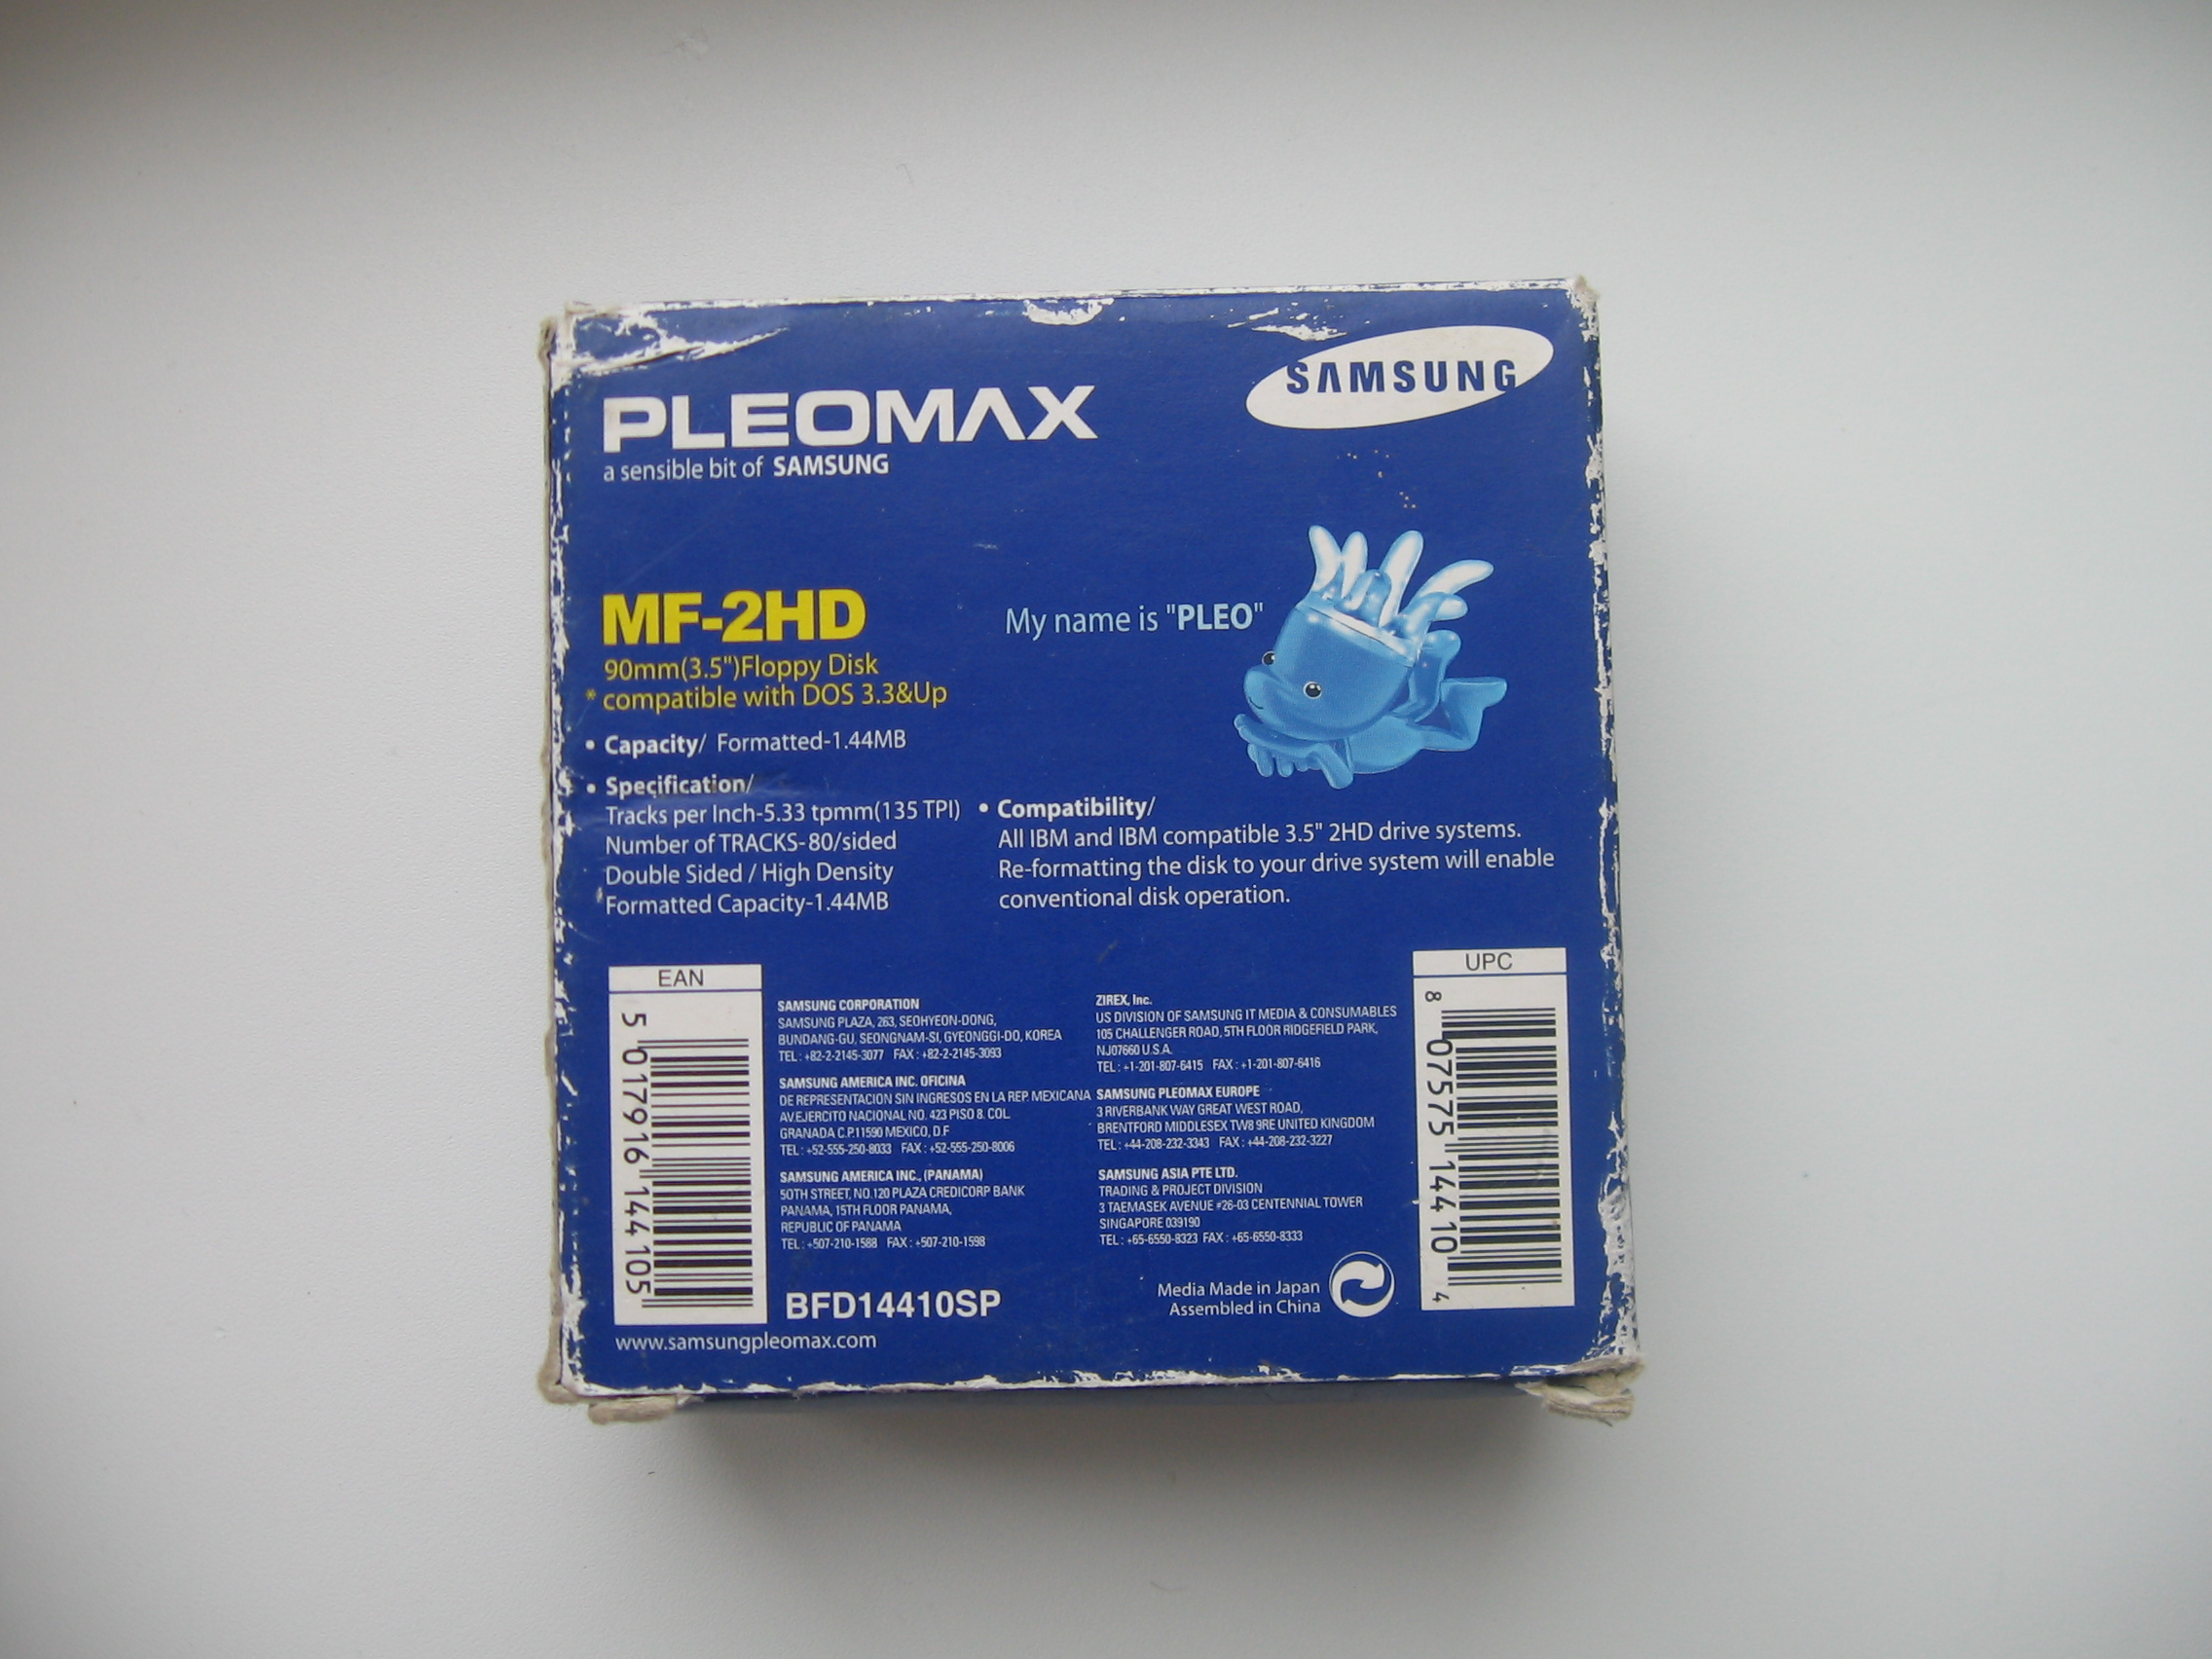 SAMSUNG
PLEOMAX
a sensible bit of SAMSUNG
MF-2HD
90mm(3.5")Floppy Disk
* compatible with DOS 3.3&Up
My name is "PLEO"
• Capacity/ Formatted-1.44MB
• Specification/
Tracks per Inch-5.33 tpmm(135 TPI)
Number of TRACKS-80/sided
Double Sided / High Density
Formatted Capacity-1.44MB
• Compatibility/
All IBM and IBM compatible 3.5" 2HD drive systems.
Re-formatting the disk to your drive system will enable
conventional disk operation.
EAN
5 017916 144105
SAMSUNG CORPORATION
SAMSUNG PLAZA, 263, SEOHYEON-DONG,
BUNDANG-GU, SEONGNAM-SI, GYEONGGI-DO, KOREA
TEL : +82-2-2145-3077 FAX : +82-2-2145-3093
SAMSUNG AMERICA INC. OFICINA
DE REPRESENTACION SIN INGRESOS EN LA REP. MEXICANA
AV.EJERCITO NACIONAL NO. 423 PISO 8. COL.
GRANADA C.P.11590 MEXICO, D.F
TEL : +52-555-250-8033 FAX : +52-555-250-8006
SAMSUNG AMERICA INC., (PANAMA)
50TH STREET, NO.120 PLAZA CREDICORP BANK
PANAMA, 15TH FLOOR PANAMA,
REPUBLIC OF PANAMA
TEL : +507-210-1588 FAX : +507-210-1598
ZIREX, Inc.
US DIVISION OF SAMSUNG IT MEDIA & CONSUMABLES
105 CHALLENGER ROAD, 5TH FLOOR RIDGEFIELD PARK,
NJ07660 U.S.A.
TEL : +1-201-807-6415 FAX : +1-201-807-6416
SAMSUNG PLEOMAX EUROPE
3 RIVERBANK WAY GREAT WEST ROAD,
BRENTFORD MIDDLESEX TW8 9RE UNITED KINGDOM
TEL : +44-208-232-3343 FAX : +44-208-232-3227
SAMSUNG ASIA PTE LTD.
TRADING & PROJECT DIVISION
3 TAEMASEK AVENUE #26-03 CENTENNIAL TOWER
SINGAPORE 039190
TEL : +65-6550-8323 FAX : +65-6550-8333
UPC
8 07575 14410 4
BFD14410SP
Media Made in Japan
Assembled in China
www.samsungpleomax.com